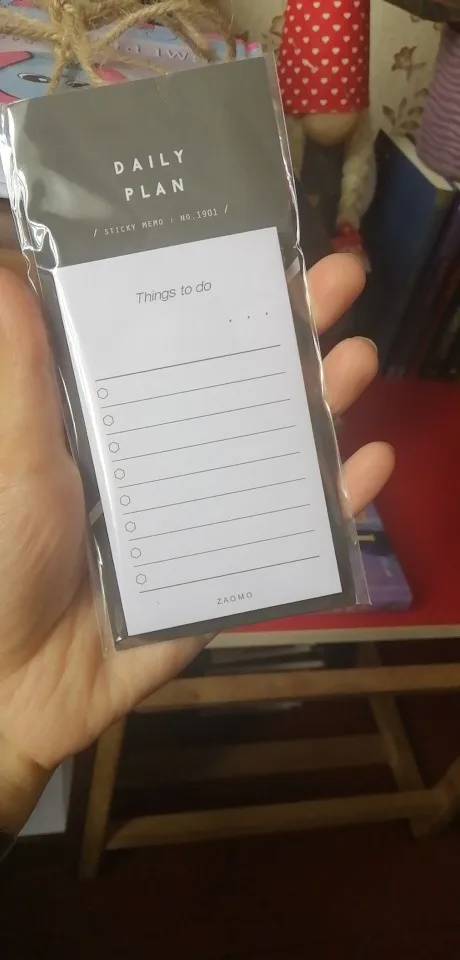 DAILY
PLAN
/ STICKY MEMO : NO.1901 /
Things to do
. . .
ZAOMO